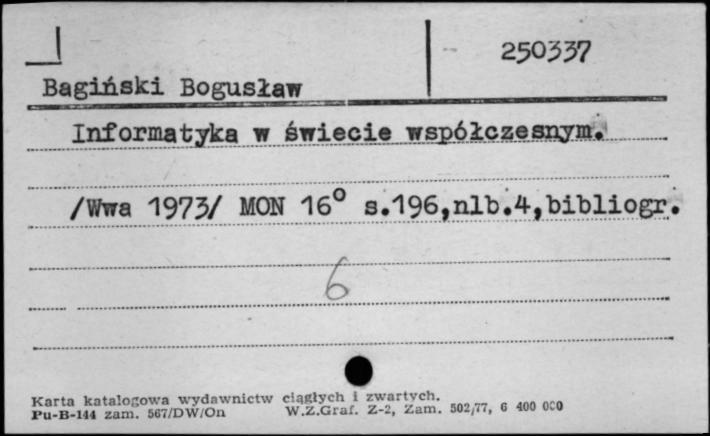 250337
Bagiński Bogusław
Informatyka w świecie współczesnym.
/Wwa 1973/ MON 16° s.196,nlb.4,bibliogr.
6
Karta katalogowa wydawnictw ciągłych i zwartych.
Pu-B-144 zam. 567/DW/On W.Z.Graf. Z-2, Zam. 502/77, 6 400 000